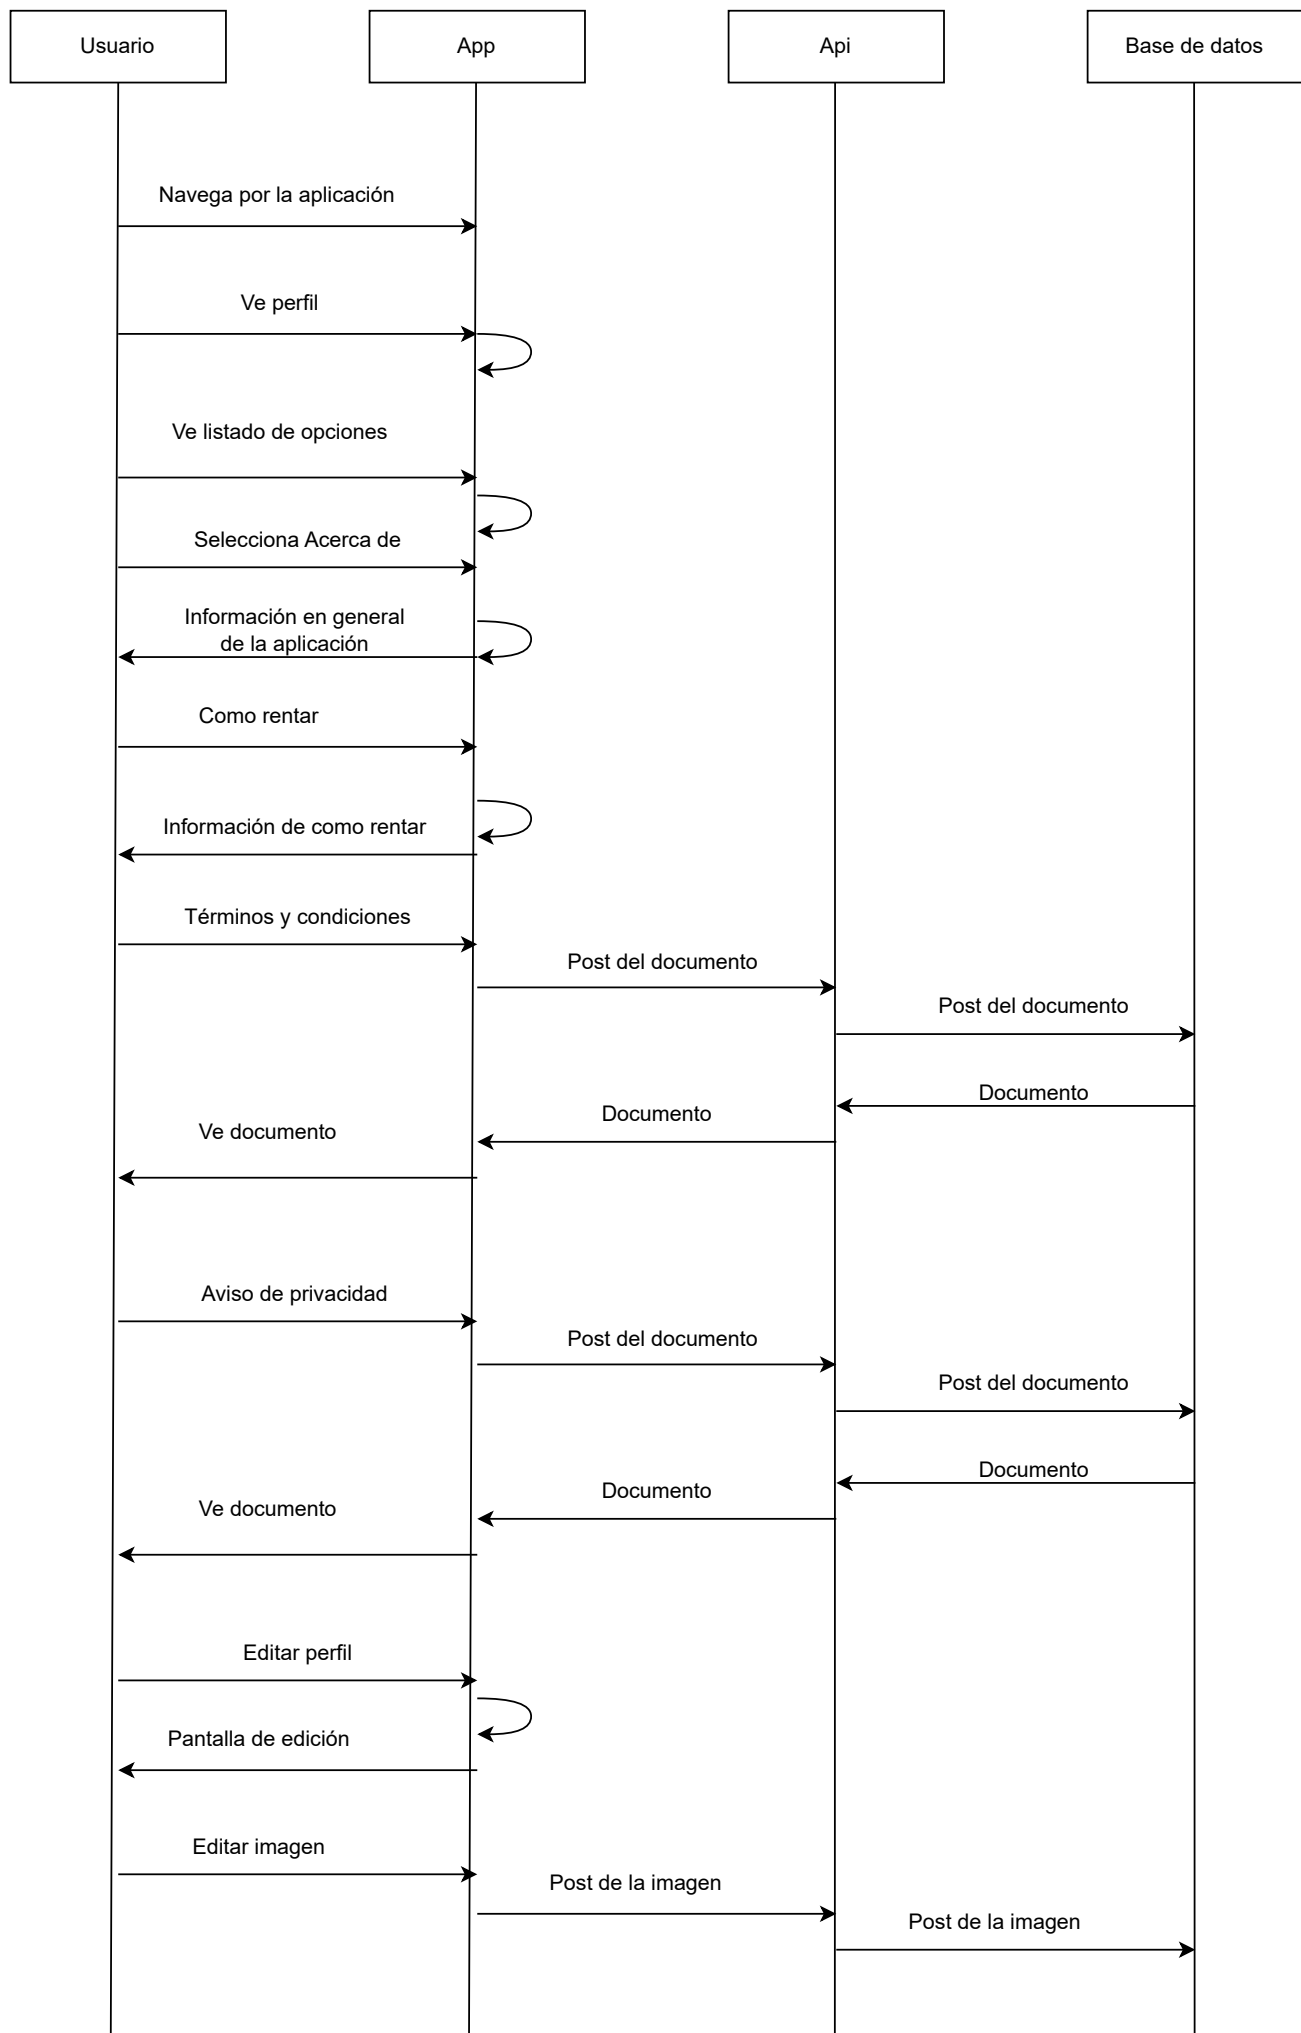 Usuario
App
Api
Base de datos
Navega por la aplicación
Ve perfil
Ve listado de opciones
Selecciona Acerca de
Información en general
de la aplicación
Como rentar
Información de como rentar
Términos y condiciones
Post del documento
Post del documento
Documento
Documento
Ve documento
Aviso de privacidad
Post del documento
Post del documento
Documento
Documento
Ve documento
Editar perfil
Pantalla de edición
Editar imagen
Post de la imagen
Post de la imagen